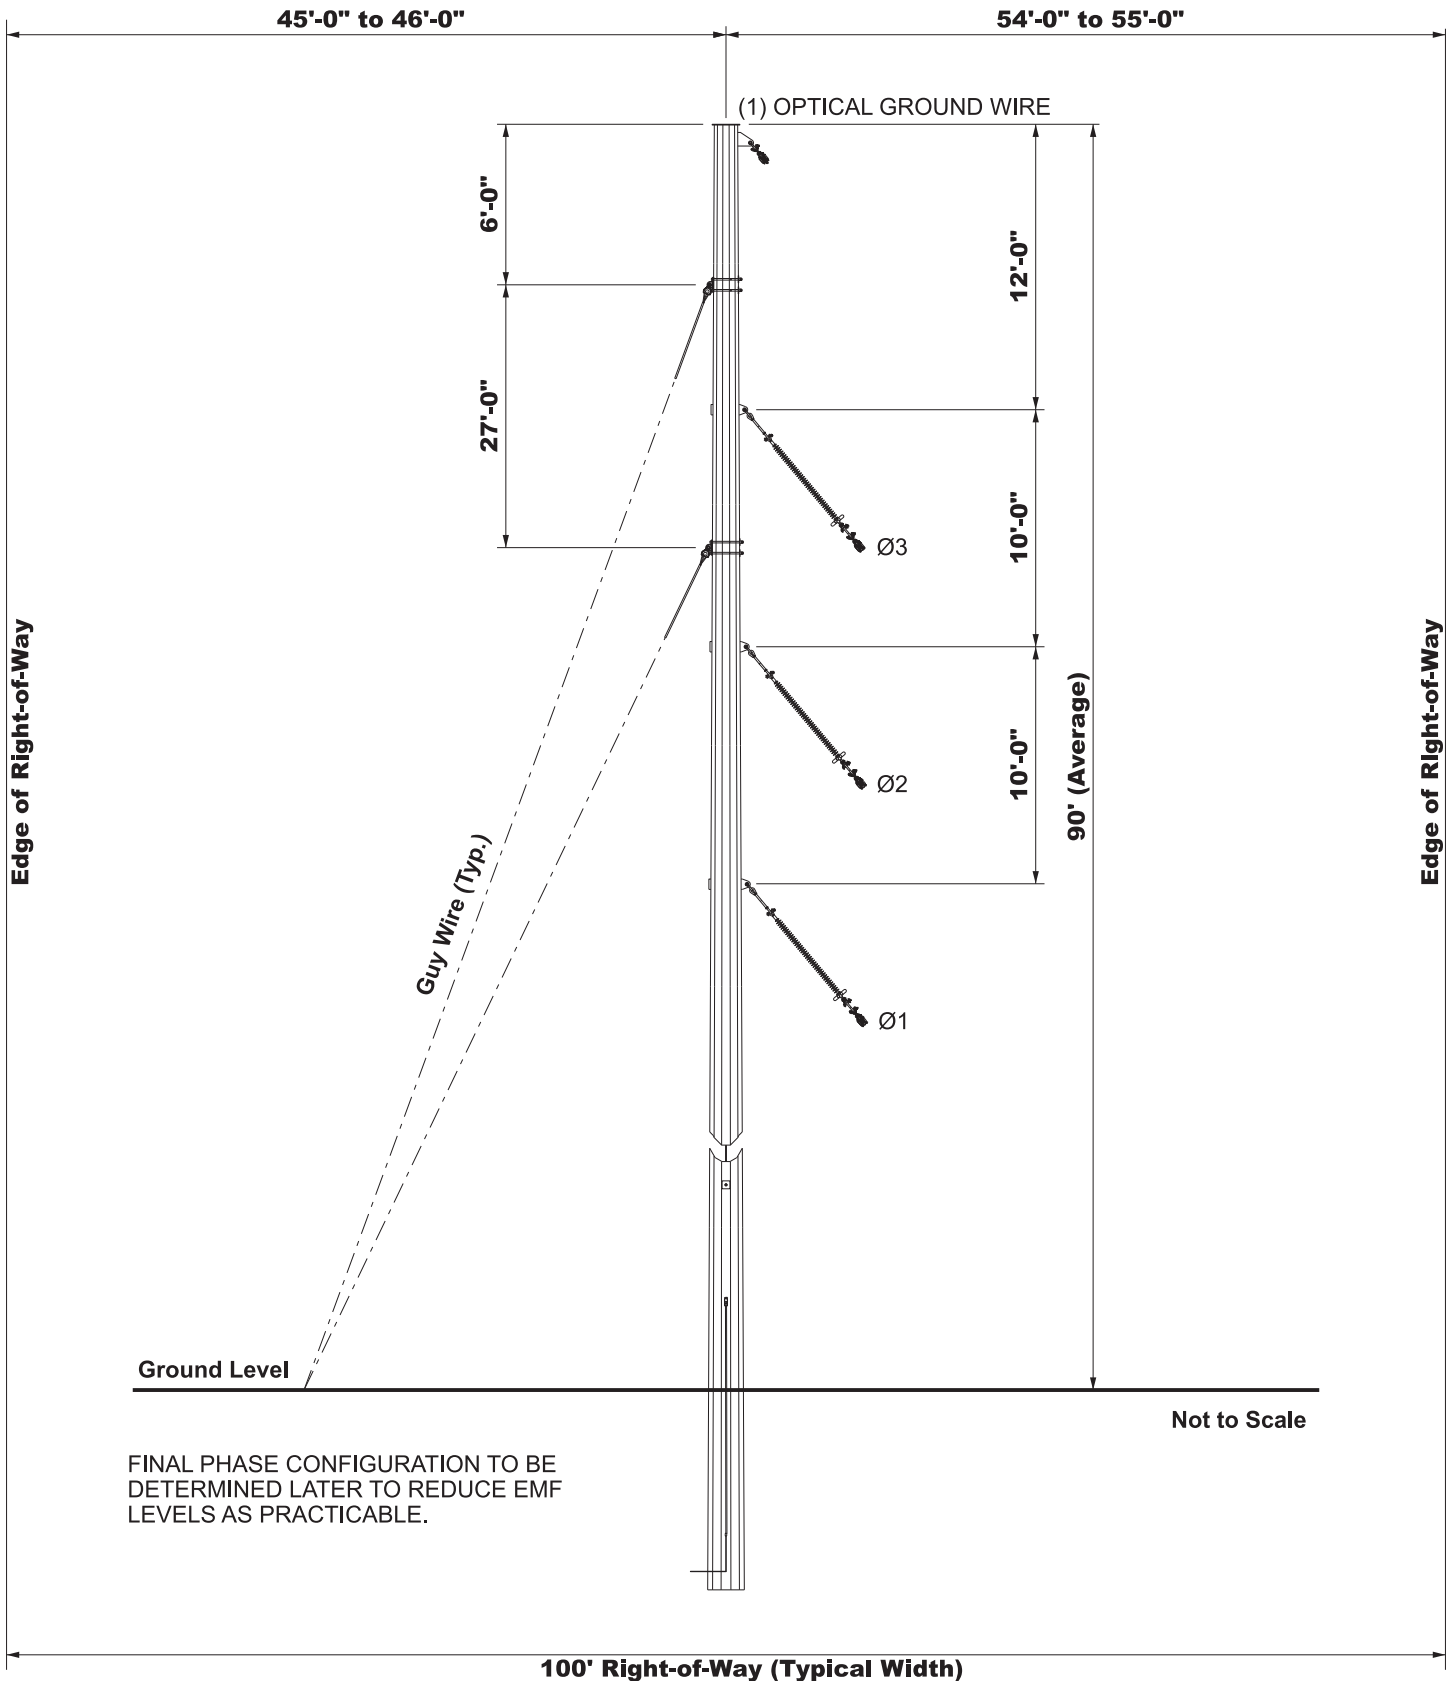 45'-0" to 46'-0"
54'-0" to 55'-0"
(1) OPTICAL GROUND WIRE
6'-0"
12'-0"
27'-0"
10'-0"
Ø3
Edge of Right-of-Way
Edge of Right-of-Way
90' (Average)
10'-0"
Ø2
Guy Wire (Typ.)
Ø1
Ground Level
Not to Scale
FINAL PHASE CONFIGURATION TO BE
DETERMINED LATER TO REDUCE EMF
LEVELS AS PRACTICABLE.
100' Right-of-Way (Typical Width)